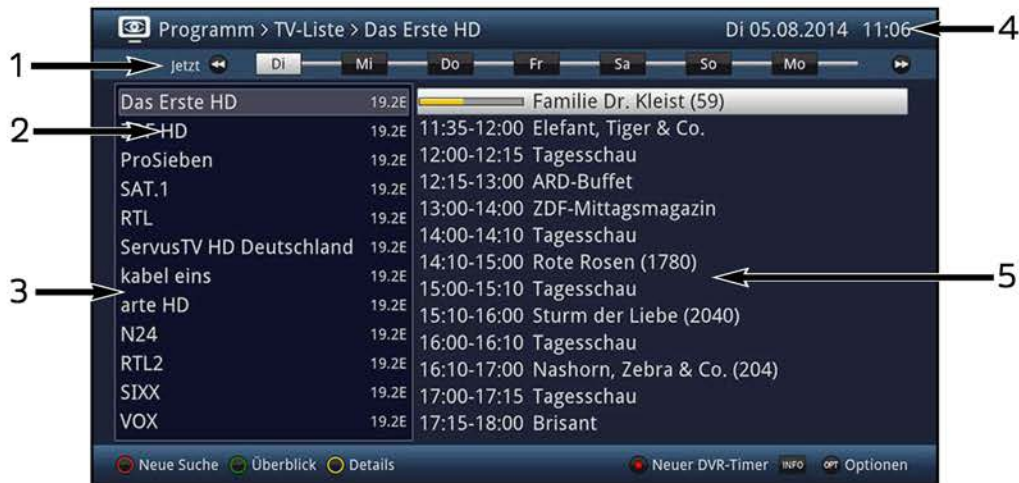 Programm > TV-Liste > Das Erste HD Di 05.08.2014 11:06 4
1 Jetzt Di Mi Do Fr Sa So Mo
Das Erste HD 19.2E Familie Dr. Kleist (59)
2 HD 19.2E 11:35-12:00 Elefant, Tiger & Co.
ProSieben 19.2E 12:00-12:15 Tagesschau
SAT.1 19.2E 12:15-13:00 ARD-Buffet
RTL 19.2E 13:00-14:00 ZDF-Mittagsmagazin
ServusTV HD Deutschland 19.2E 14:00-14:10 Tagesschau
kabel eins 19.2E 14:10-15:00 Rote Rosen (1780) 5
3 arte HD 19.2E 15:00-15:10 Tagesschau
N24 19.2E 15:10-16:00 Sturm der Liebe (2040)
RTL2 19.2E 16:00-16:10 Tagesschau
SIXX 19.2E 16:10-17:00 Nashorn, Zebra & Co. (204)
VOX 19.2E 17:00-17:15 Tagesschau
17:15-18:00 Brisant
Neue Suche Überblick Details Neuer DVR-Timer INFO OPT Optionen